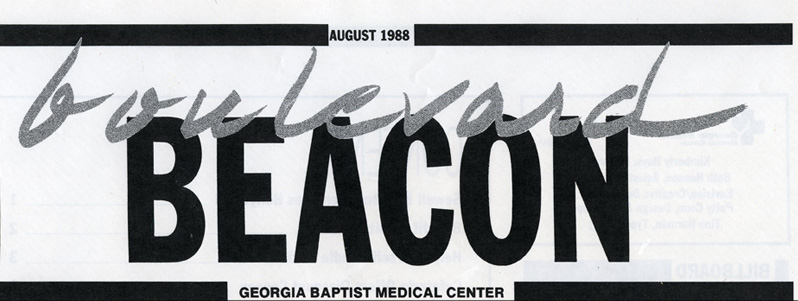 AUGUST 1988
boulevard
BEACON
GEORGIA BAPTIST MEDICAL CENTER